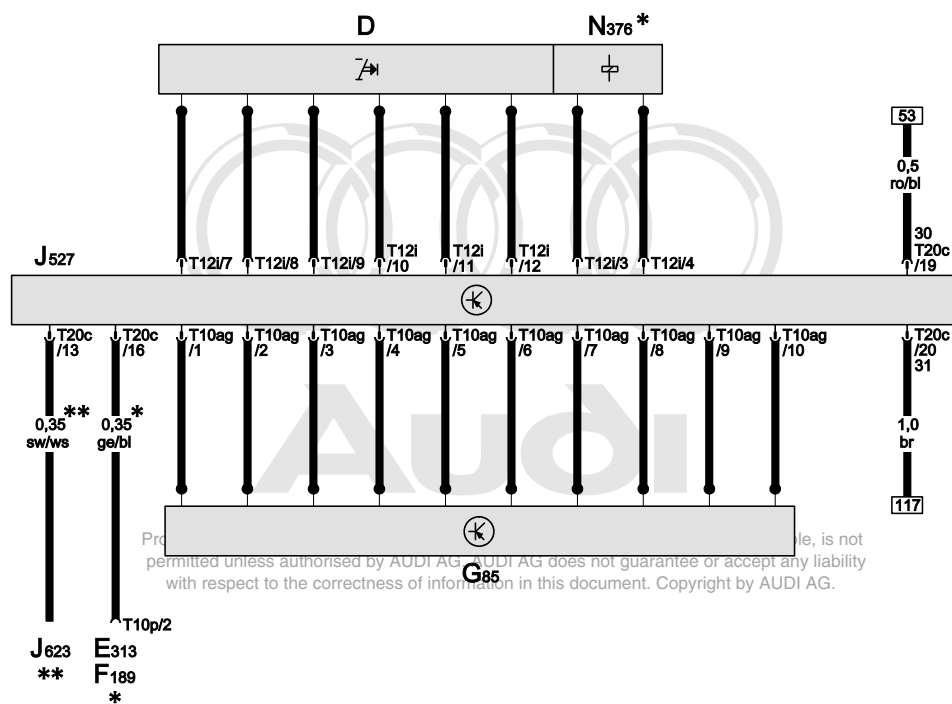 D N376 *
53
0,5
ro/bl
J527
T12i/7 T12i/8 T12i/9 T12i
/10 T12i
/11 T12i
/12 T12i/3 T12i/4
30
T20c
/19
T20c
/13 T20c
/16 T10ag
/1 T10ag
/2 T10ag
/3 T10ag
/4 T10ag
/5 T10ag
/6 T10ag
/7 T10ag
/8 T10ag
/9 T10ag
/10 T20c
/20
31
0,35 **
sw/ws
0,35 *
ge/bl
1,0
br
Audi
117
is not
permitted unless authorised by AUDI AG. AUDI AG does not guarantee or accept any liability
G85
with respect to the correctness of information in this document. Copyright by AUDI AG.
T10p/2
J623
**
E313
F189
*